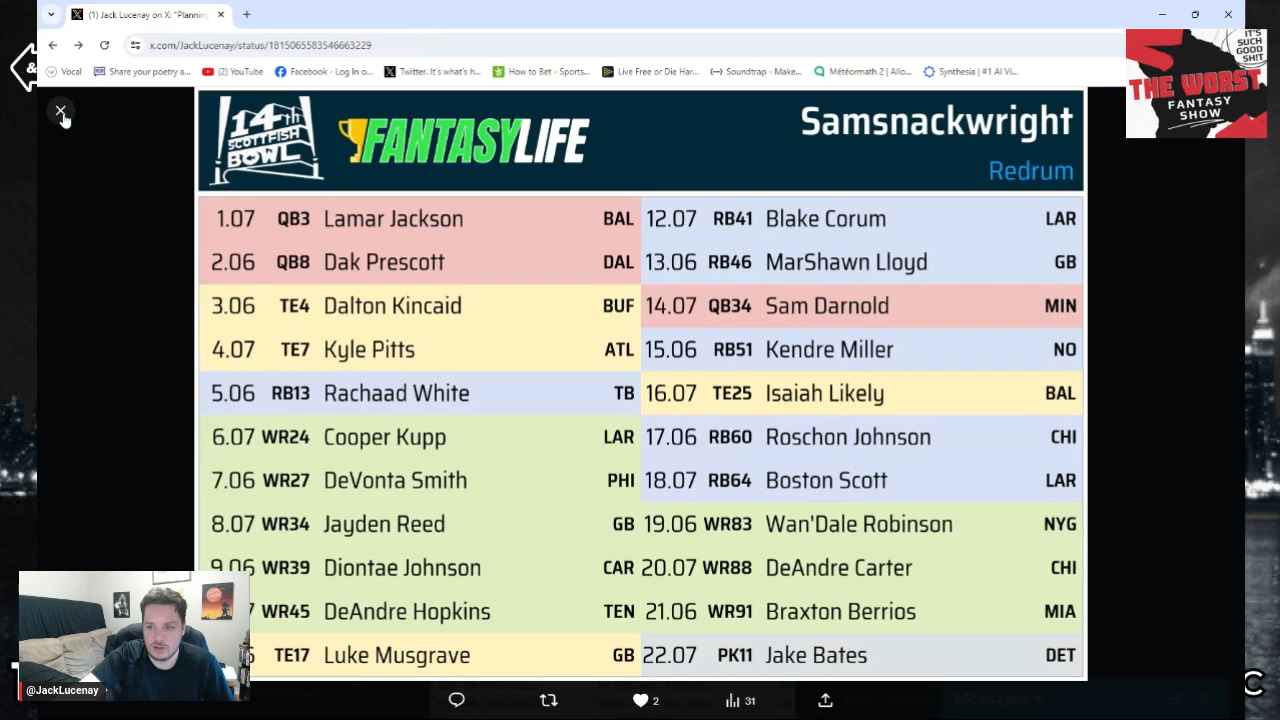 (1) Jack Lucenay on X: "Planning
x.com/JackLucenay/status/1815065583546663229
Vocal
Share your poetry a...
(2) YouTube
Facebook - Log In o...
Twitter. It's what's h...
How to Bet - Sports...
Live Free or Die Har...
Soundtrap - Make...
Météormath 2 | Allo...
Synthesia | #1 AI Vi...
IT'S
SUCH
GOOD
SH!T
THE WORST
FANTASY
SHOW
14th
SCOTTFISH
BOWL
FANTASYLIFE
Samsnackwright
Redrum
1.07 QB3 Lamar Jackson BAL
2.06 QB8 Dak Prescott DAL
3.06 TE4 Dalton Kincaid BUF
4.07 TE7 Kyle Pitts ATL
5.06 RB13 Rachaad White TB
6.07 WR24 Cooper Kupp LAR
7.06 WR27 DeVonta Smith PHI
8.07 WR34 Jayden Reed GB
9.06 WR39 Diontae Johnson CAR
WR45 DeAndre Hopkins TEN
TE17 Luke Musgrave GB
12.07 RB41 Blake Corum LAR
13.06 RB46 MarShawn Lloyd GB
14.07 QB34 Sam Darnold MIN
15.06 RB51 Kendre Miller NO
16.07 TE25 Isaiah Likely BAL
17.06 RB60 Roschon Johnson CHI
18.07 RB64 Boston Scott LAR
19.06 WR83 Wan'Dale Robinson NYG
20.07 WR88 DeAndre Carter CHI
21.06 WR91 Braxton Berrios MIA
22.07 PK11 Jake Bates DET
@JackLucenay
2
31
Messages